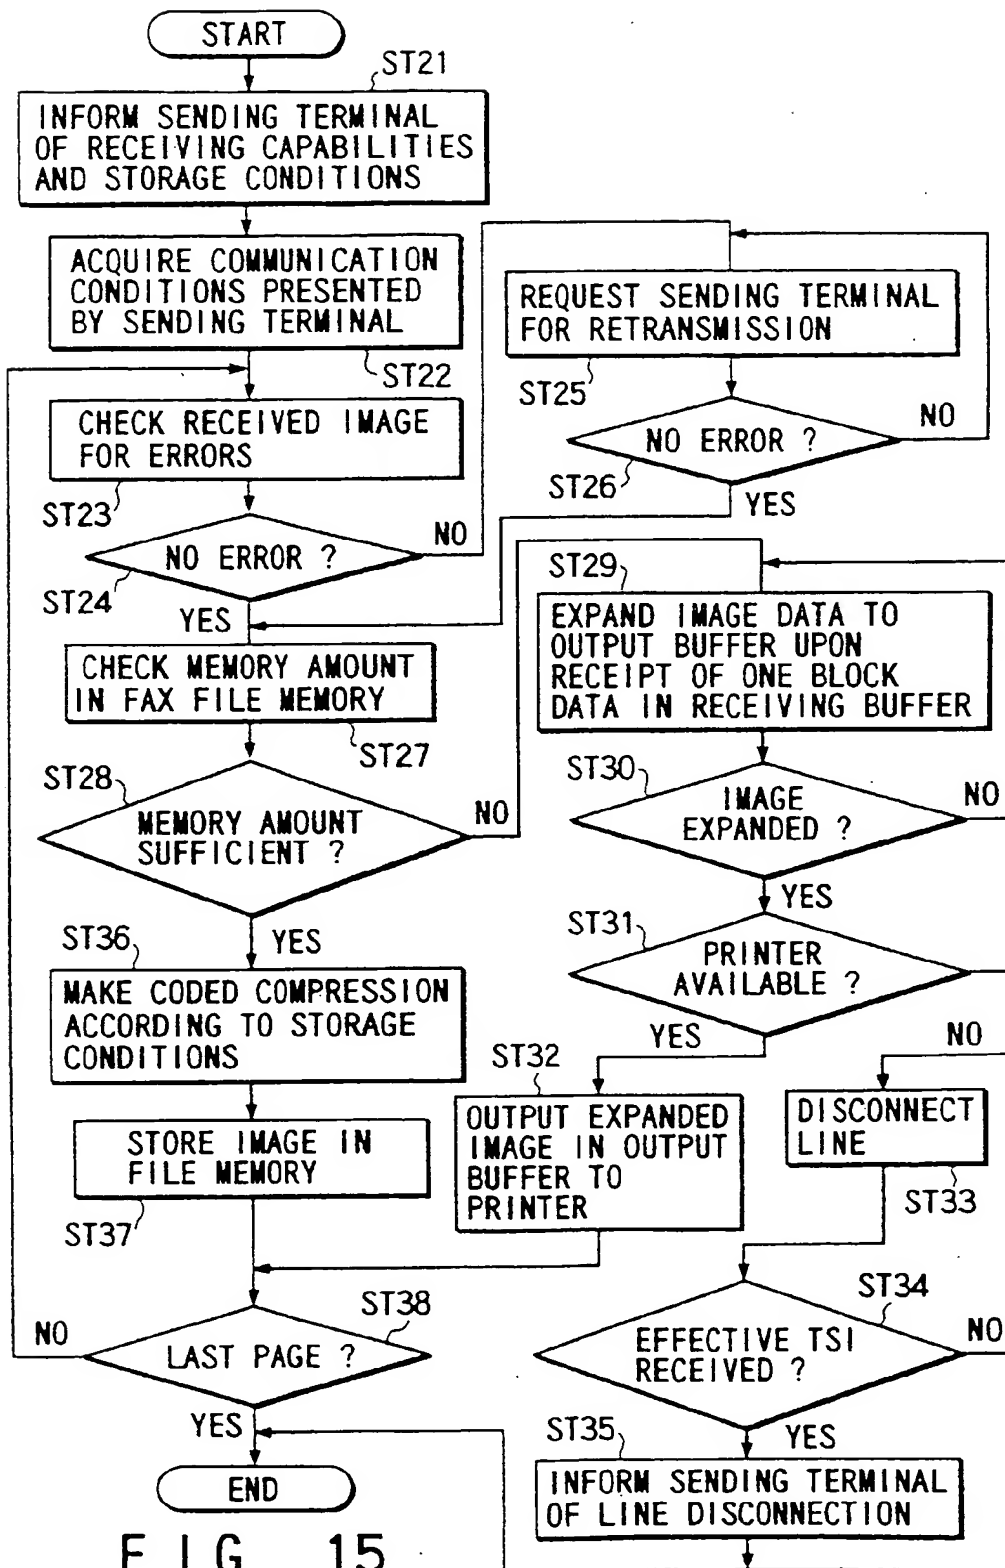 START
ST21
INFORM SENDING TERMINAL
OF RECEIVING CAPABILITIES
AND STORAGE CONDITIONS
ACQUIRE COMMUNICATION
CONDITIONS PRESENTED
BY SENDING TERMINAL
ST22
CHECK RECEIVED IMAGE
FOR ERRORS
ST23
NO ERROR ?
NO
ST24
YES
REQUEST SENDING TERMINAL
FOR RETRANSMISSION
ST25
NO ERROR ?
NO
ST26
YES
CHECK MEMORY AMOUNT
IN FAX FILE MEMORY
ST27
ST28
MEMORY AMOUNT
SUFFICIENT ?
NO
YES
ST29
EXPAND IMAGE DATA TO
OUTPUT BUFFER UPON
RECEIPT OF ONE BLOCK
DATA IN RECEIVING BUFFER
ST30
IMAGE
EXPANDED ?
NO
YES
ST31
PRINTER
AVAILABLE ?
YES
NO
ST36
MAKE CODED COMPRESSION
ACCORDING TO STORAGE
CONDITIONS
STORE IMAGE IN
FILE MEMORY
ST37
ST32
OUTPUT EXPANDED
IMAGE IN OUTPUT
BUFFER TO
PRINTER
DISCONNECT
LINE
ST33
ST38
LAST PAGE ?
NO
YES
ST34
EFFECTIVE TSI
RECEIVED ?
NO
YES
ST35
INFORM SENDING TERMINAL
OF LINE DISCONNECTION
END
FIG. 15